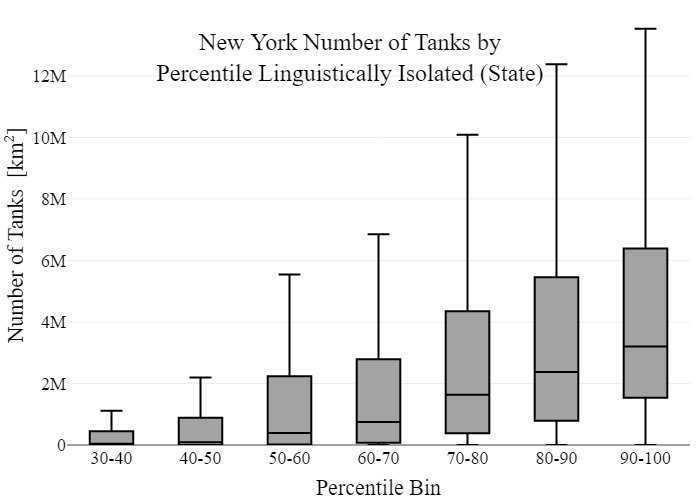 New York Number of Tanks by
Percentile Linguistically Isolated (State)
Number of Tanks [km²]
12M
10M
8M
6M
4M
2M
0
30-40 40-50 50-60 60-70 70-80 80-90 90-100
Percentile Bin